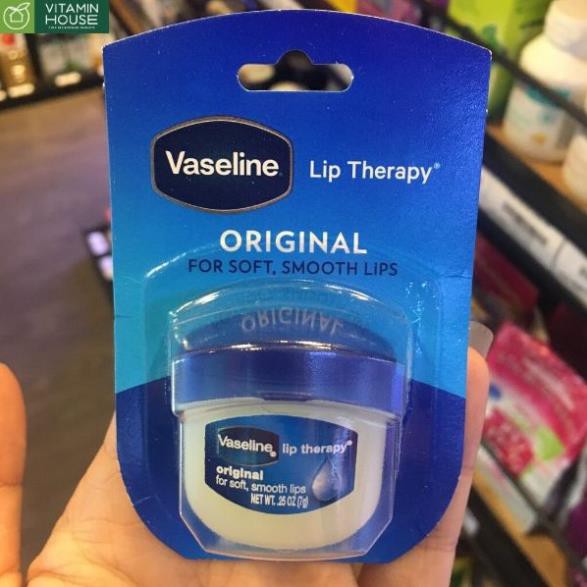 VITAMIN
HOUSE
Vaseline
Lip Therapy®
ORIGINAL
FOR SOFT, SMOOTH LIPS
ORIGINAL
Vaseline® lip therapy®
original
for soft, smooth lips
NET WT. .25 OZ (7g)